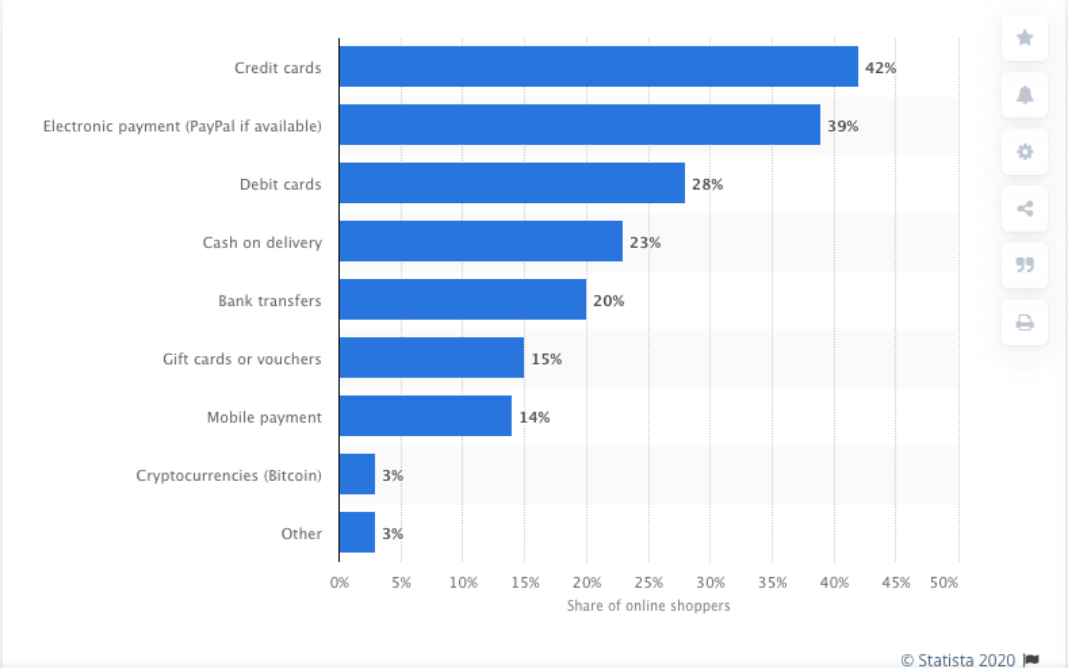 Credit cards 42%
Electronic payment (PayPal if available) 39%
Debit cards 28%
Cash on delivery 23%
Bank transfers 20%
Gift cards or vouchers 15%
Mobile payment 14%
Cryptocurrencies (Bitcoin) 3%
Other 3%
0% 5% 10% 15% 20% 25% 30% 35% 40% 45% 50%
Share of online shoppers
© Statista 2020